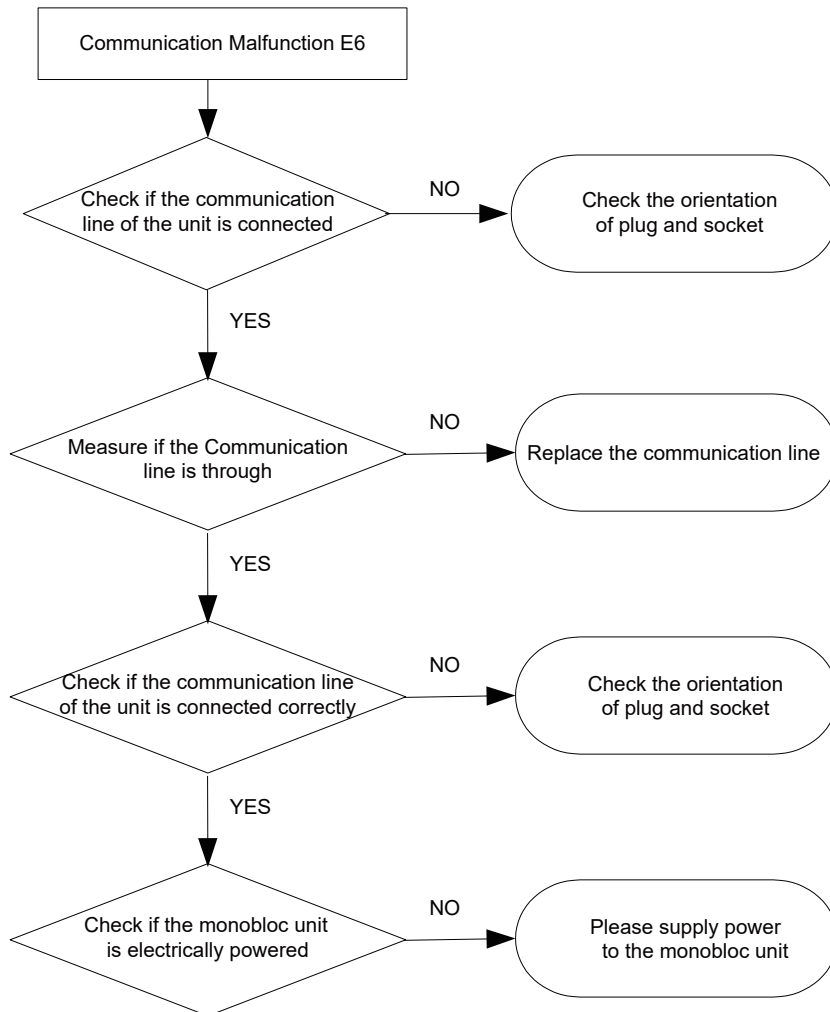 Communication Malfunction E6
Check if the communication
line of the unit is connected
NO
Check the orientation
of plug and socket
YES
Measure if the Communication
line is through
NO
Replace the communication line
YES
Check if the communication line
of the unit is connected correctly
NO
Check the orientation
of plug and socket
YES
Check if the monobloc unit
is electrically powered
NO
Please supply power
to the monobloc unit